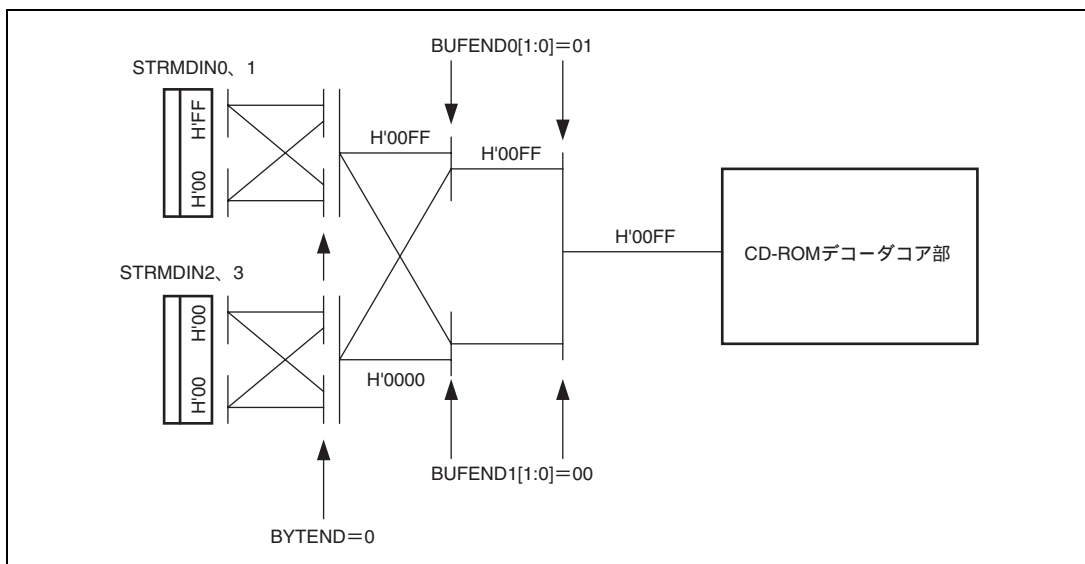 BUFEND0[1:0]＝01
STRMDIN0、1
H'FF
H'00
H'00FF
H'00FF
H'00FF
CD-ROMデコーダコア部
STRMDIN2、3
H'00
H'00
H'0000
BUFEND1[1:0]＝00
BYTEND＝0